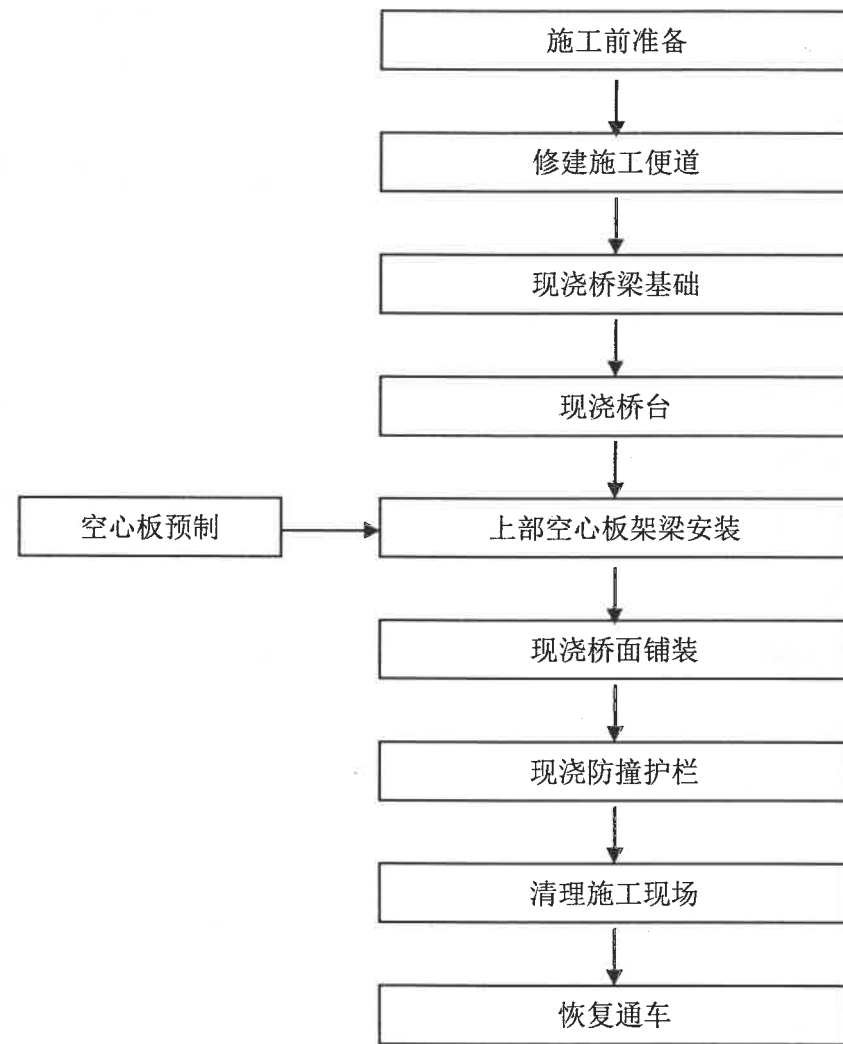 施工前准备
修建施工便道
现浇桥梁基础
现浇桥台
空心板预制
上部空心板架梁安装
现浇桥面铺装
现浇防撞护栏
清理施工现场
恢复通车